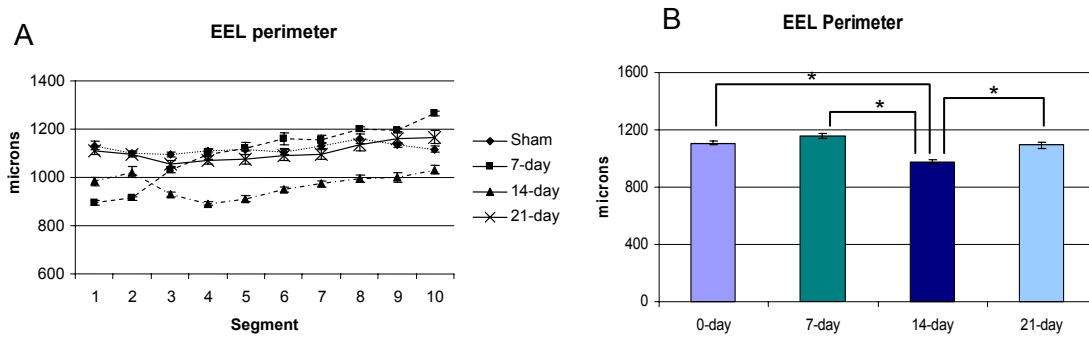 A
EEL perimeter
1400
1200
1000
800
600
microns
1 2 3 4 5 6 7 8 9 10
Segment
Sham
7-day
14-day
21-day
B
EEL Perimeter
1600
1200
800
400
0
microns
* * *
0-day 7-day 14-day 21-day